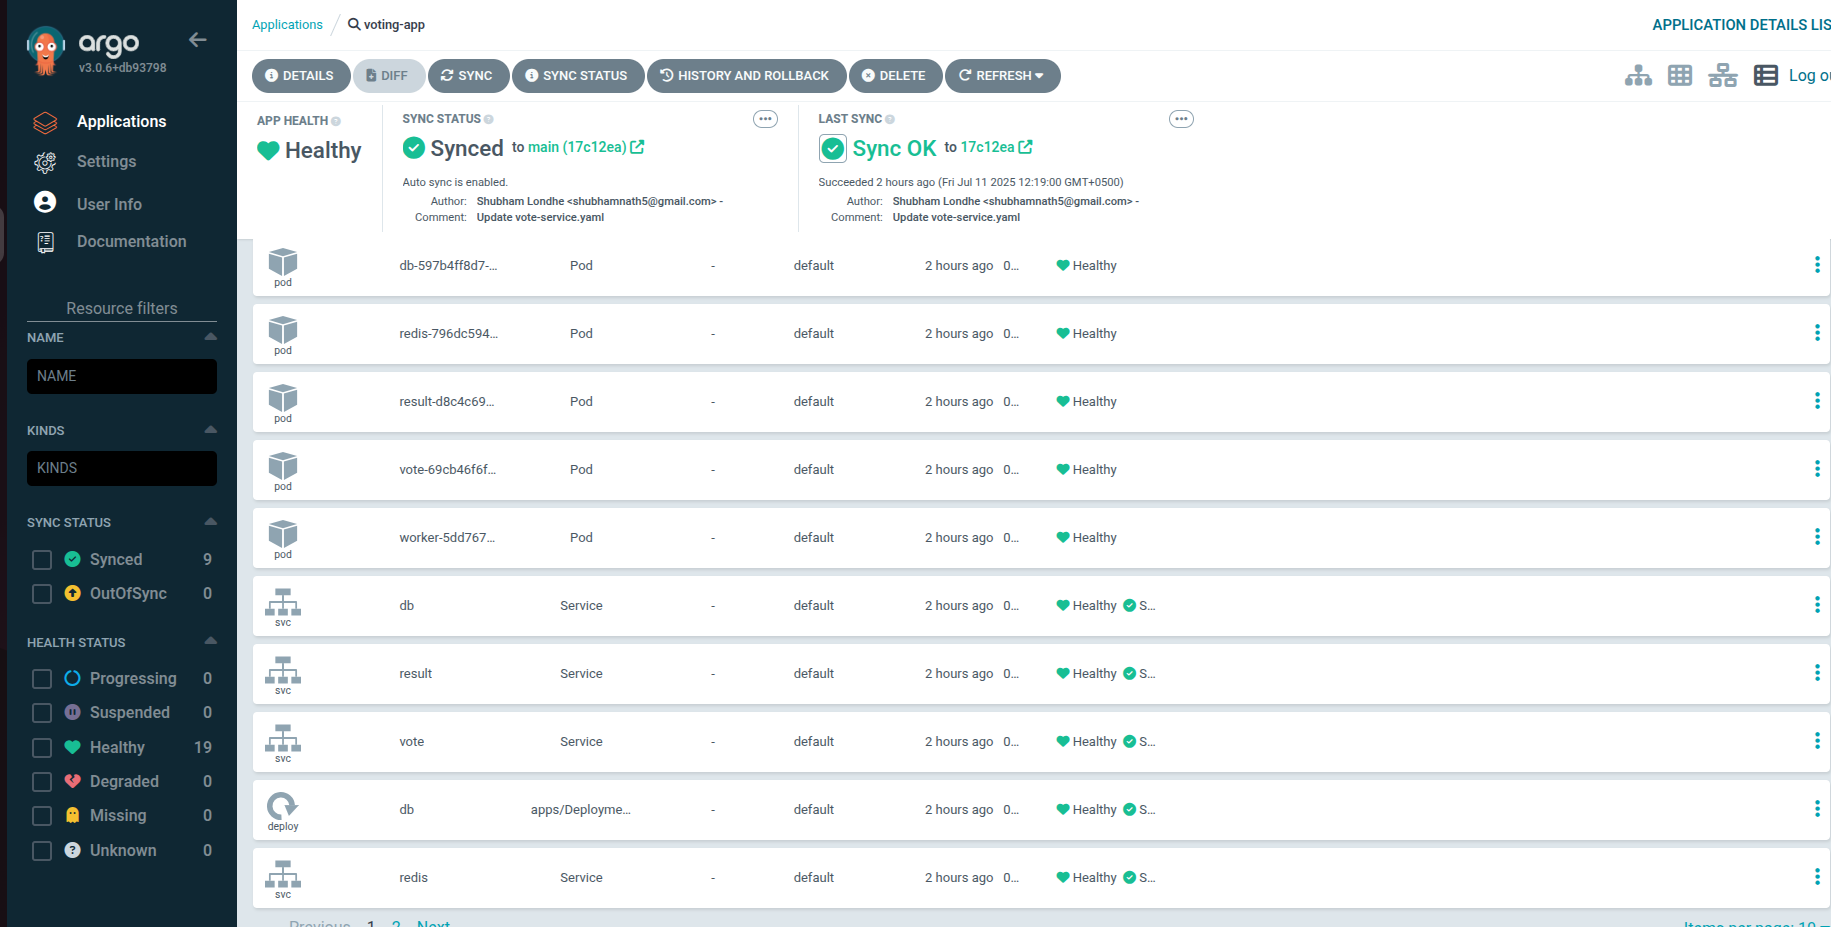 argo
v3.0.6+db93798
Applications
Settings
User Info
Documentation
Resource filters
NAME
NAME
KINDS
KINDS
SYNC STATUS
Synced 9
OutOfSync 0
HEALTH STATUS
Progressing 0
Suspended 0
Healthy 19
Degraded 0
Missing 0
Unknown 0
Applications / voting-app
APPLICATION DETAILS LIS
DETAILS DIFF SYNC SYNC STATUS HISTORY AND ROLLBACK DELETE REFRESH
Log ou
APP HEALTH
Healthy
SYNC STATUS
Synced to main (17c12ea)
Auto sync is enabled.
Author: Shubham Londhe <shubhamnath5@gmail.com> -
Comment: Update vote-service.yaml
LAST SYNC
Sync OK to 17c12ea
Succeeded 2 hours ago (Fri Jul 11 2025 12:19:00 GMT+0500)
Author: Shubham Londhe <shubhamnath5@gmail.com> -
Comment: Update vote-service.yaml
pod db-597b4ff8d7-... Pod - default 2 hours ago 0... Healthy
pod redis-796dc594... Pod - default 2 hours ago 0... Healthy
pod result-d8c4c69... Pod - default 2 hours ago 0... Healthy
pod vote-69cb46f6f... Pod - default 2 hours ago 0... Healthy
pod worker-5dd767... Pod - default 2 hours ago 0... Healthy
svc db Service - default 2 hours ago 0... Healthy S...
svc result Service - default 2 hours ago 0... Healthy S...
svc vote Service - default 2 hours ago 0... Healthy S...
deploy db apps/Deployme... - default 2 hours ago 0... Healthy S...
svc redis Service - default 2 hours ago 0... Healthy S...
Previous 1 2 Next
Items per page: 10